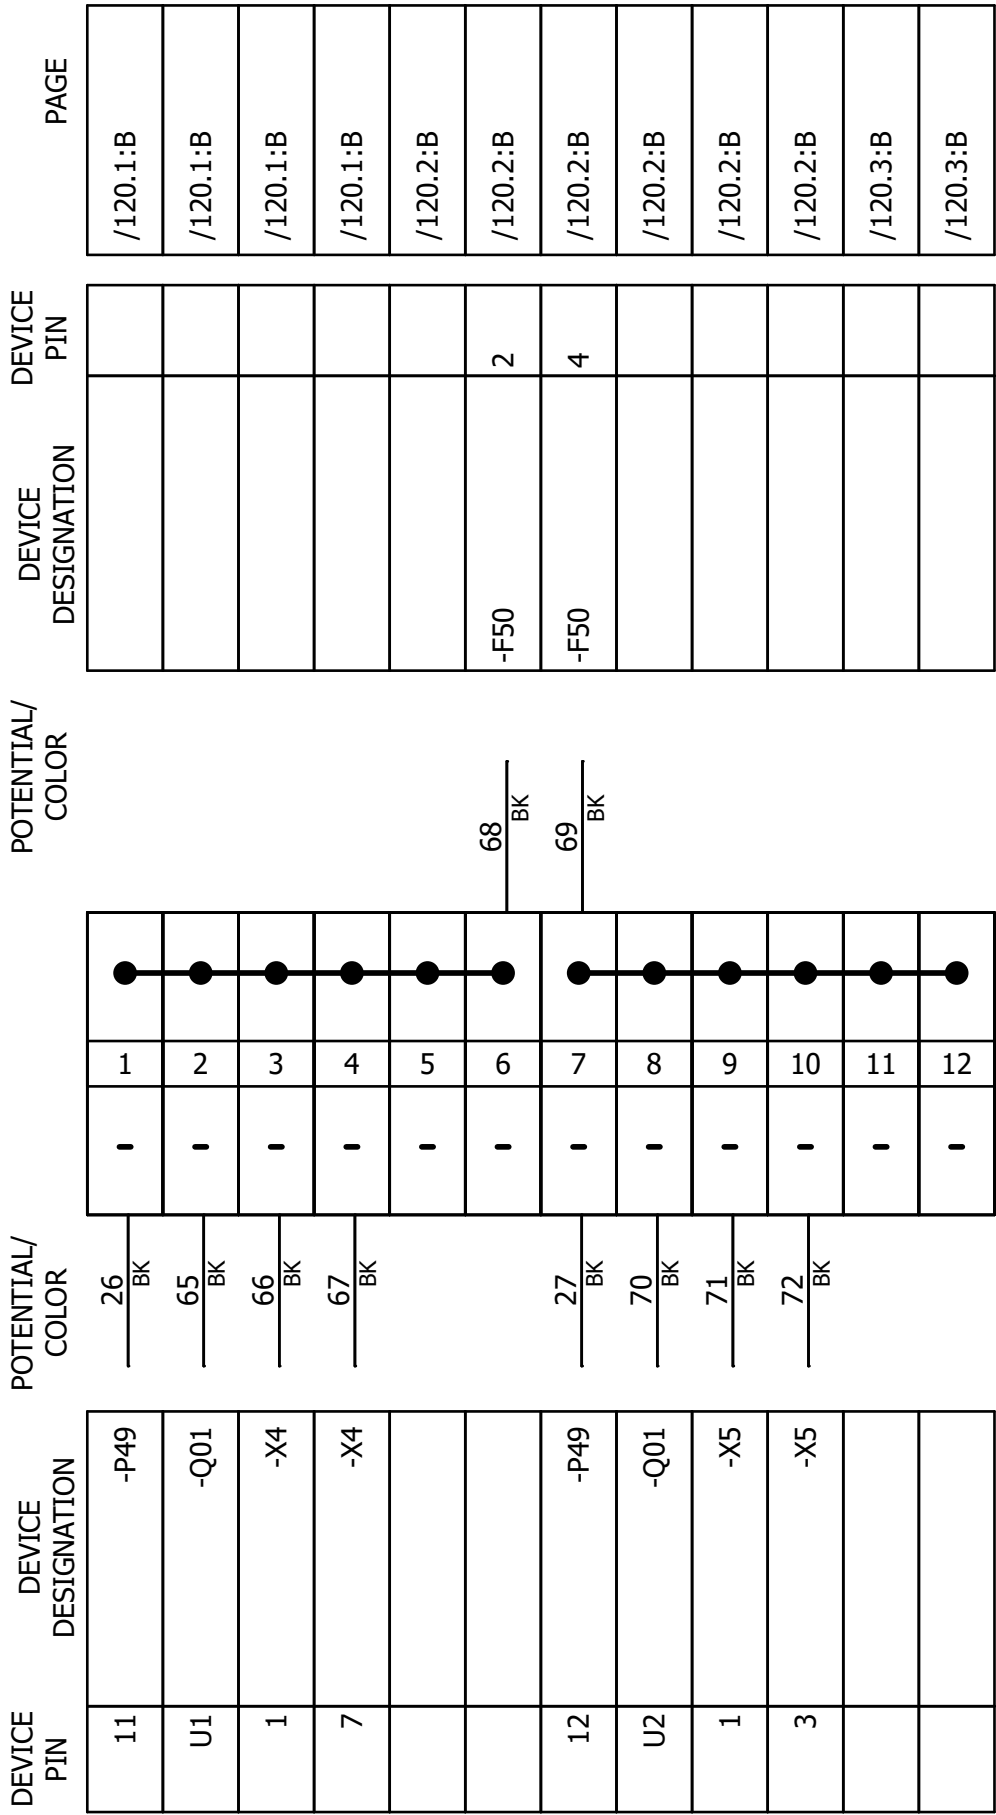 DEVICE PIN DEVICE DESIGNATION POTENTIAL/ COLOR POTENTIAL/ COLOR DEVICE DESIGNATION DEVICE PIN PAGE
11 -P49 26 BK - 1 /120.1:B
U1 -Q01 65 BK - 2 /120.1:B
1 -X4 66 BK - 3 /120.1:B
7 -X4 67 BK - 4 /120.1:B
- 5 /120.2:B
- 6 68 BK -F50 2 /120.2:B
12 -P49 27 BK - 7 69 BK -F50 4 /120.2:B
U2 -Q01 70 BK - 8 /120.2:B
1 -X5 71 BK - 9 /120.2:B
3 -X5 72 BK - 10 /120.2:B
- 11 /120.3:B
- 12 /120.3:B